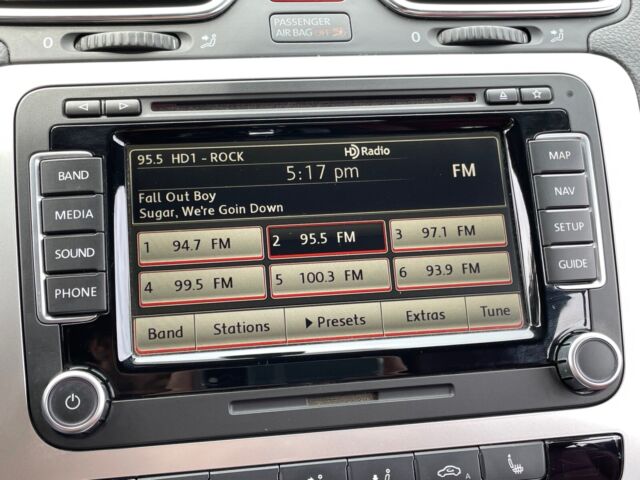 PASSENGER
AIR BAG OFF
0
0
BAND
MEDIA
SOUND
PHONE
MAP
NAV
SETUP
GUIDE
95.5 HD1 - ROCK
HD Radio
5:17 pm
FM
Fall Out Boy
Sugar, We're Goin Down
1 94.7 FM
2 95.5 FM
3 97.1 FM
4 99.5 FM
5 100.3 FM
6 93.9 FM
Band
Stations
Presets
Extras
Tune
A